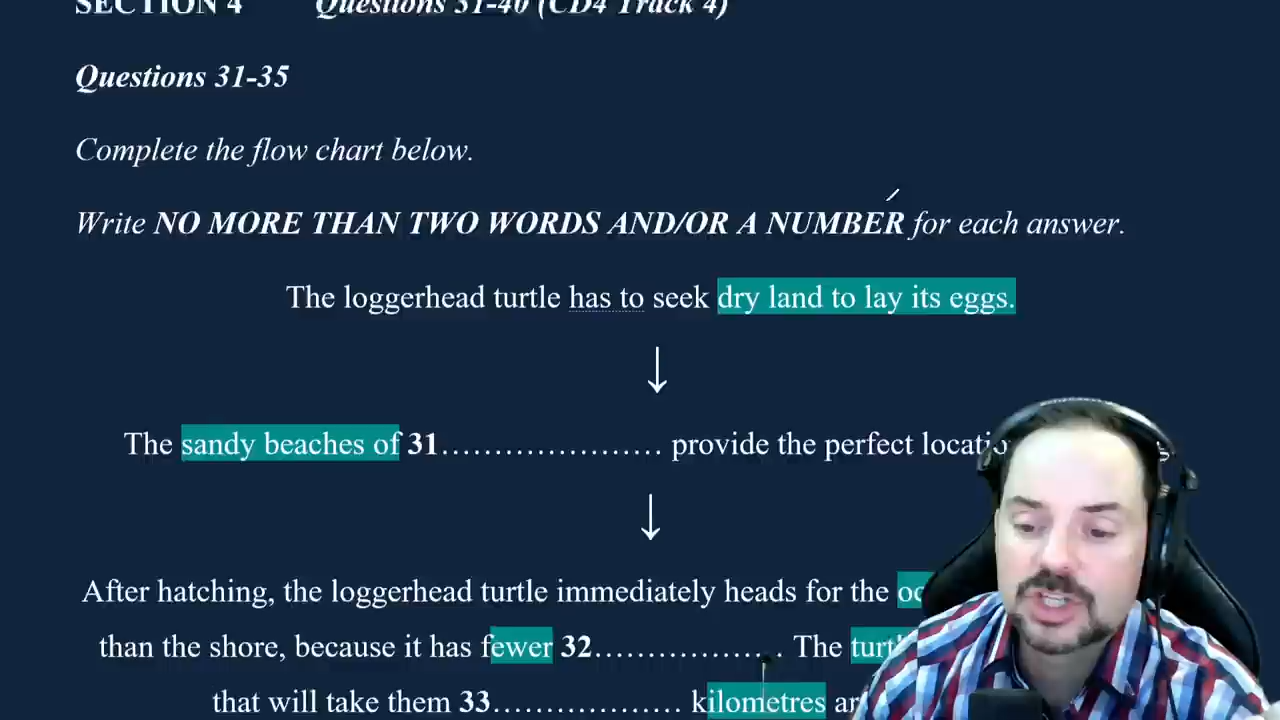 SECTION 4 Questions 31-40 (CD4 Track 4)
Questions 31-35
Complete the flow chart below.
Write NO MORE THAN TWO WORDS AND/OR A NUMBER for each answer.
The loggerhead turtle has to seek dry land to lay its eggs.
↓
The sandy beaches of 31..................... provide the perfect
↓
After hatching, the loggerhead turtle immediately heads for the
than the shore, because it has fewer 32.................. The
that will take them 33.................. kilometres